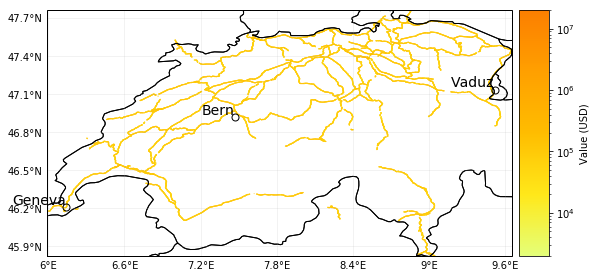 47.7°N
47.4°N
47.1°N
46.8°N
46.5°N
46.2°N
45.9°N
6°E
6.6°E
7.2°E
7.8°E
8.4°E
9°E
9.6°E
Bern
Vaduz
Geneva
10⁷
10⁶
10⁵
10⁴
Value (USD)